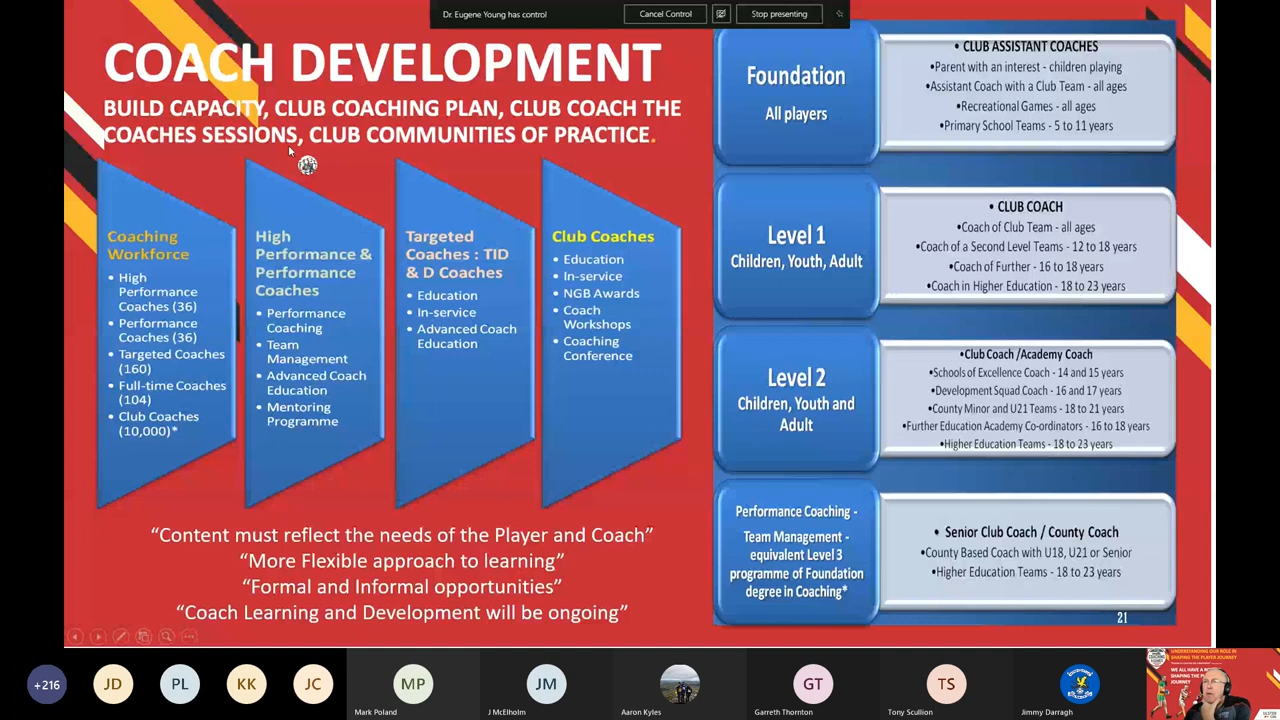 Dr. Eugene Young has control
Cancel Control
Stop presenting
COACH DEVELOPMENT
BUILD CAPACITY, CLUB COACHING PLAN, CLUB COACH THE
COACHES SESSIONS, CLUB COMMUNITIES OF PRACTICE.
Coaching
Workforce
• High
Performance
Coaches (36)
• Performance
Coaches (36)
• Targeted Coaches
(160)
• Full-time Coaches
(104)
• Club Coaches
(10,000)*
High
Performance &
Performance
Coaches
• Performance
Coaching
• Team
Management
• Advanced Coach
Education
• Mentoring
Programme
Targeted
Coaches : TID
& D Coaches
• Education
• In-service
• Advanced Coach
Education
Club Coaches
• Education
• In-service
• NGB Awards
• Coach
Workshops
• Coaching
Conference
“Content must reflect the needs of the Player and Coach”
“More Flexible approach to learning”
“Formal and Informal opportunities”
“Coach Learning and Development will be ongoing”
Foundation
All players
• CLUB ASSISTANT COACHES
•Parent with an interest - children playing
•Assistant Coach with a Club Team - all ages
•Recreational Games - all ages
•Primary School Teams - 5 to 11 years
Level 1
Children, Youth, Adult
• CLUB COACH
•Coach of Club Team - all ages
•Coach of a Second Level Teams - 12 to 18 years
•Coach of Further - 16 to 18 years
•Coach in Higher Education - 18 to 23 years
Level 2
Children, Youth and
Adult
•Club Coach /Academy Coach
•Schools of Excellence Coach - 14 and 15 years
•Development Squad Coach - 16 and 17 years
•County Minor and U21 Teams - 18 to 21 years
•Further Education Academy Co-ordinators - 16 to 18 years
•Higher Education Teams - 18 to 23 years
Performance Coaching -
Team Management -
equivalent Level 3
programme of Foundation
degree in Coaching*
• Senior Club Coach / County Coach
•County Based Coach with U18, U21 or Senior
•Higher Education Teams - 18 to 23 years
21
+216
JD
PL
KK
JC
MP
Mark Poland
JM
J McElholm
Aaron Kyles
GT
Garreth Thornton
TS
Tony Scullion
Jimmy Darragh
UNDERSTANDING OUR ROLE IN
SHAPING THE PLAYER JOURNEY